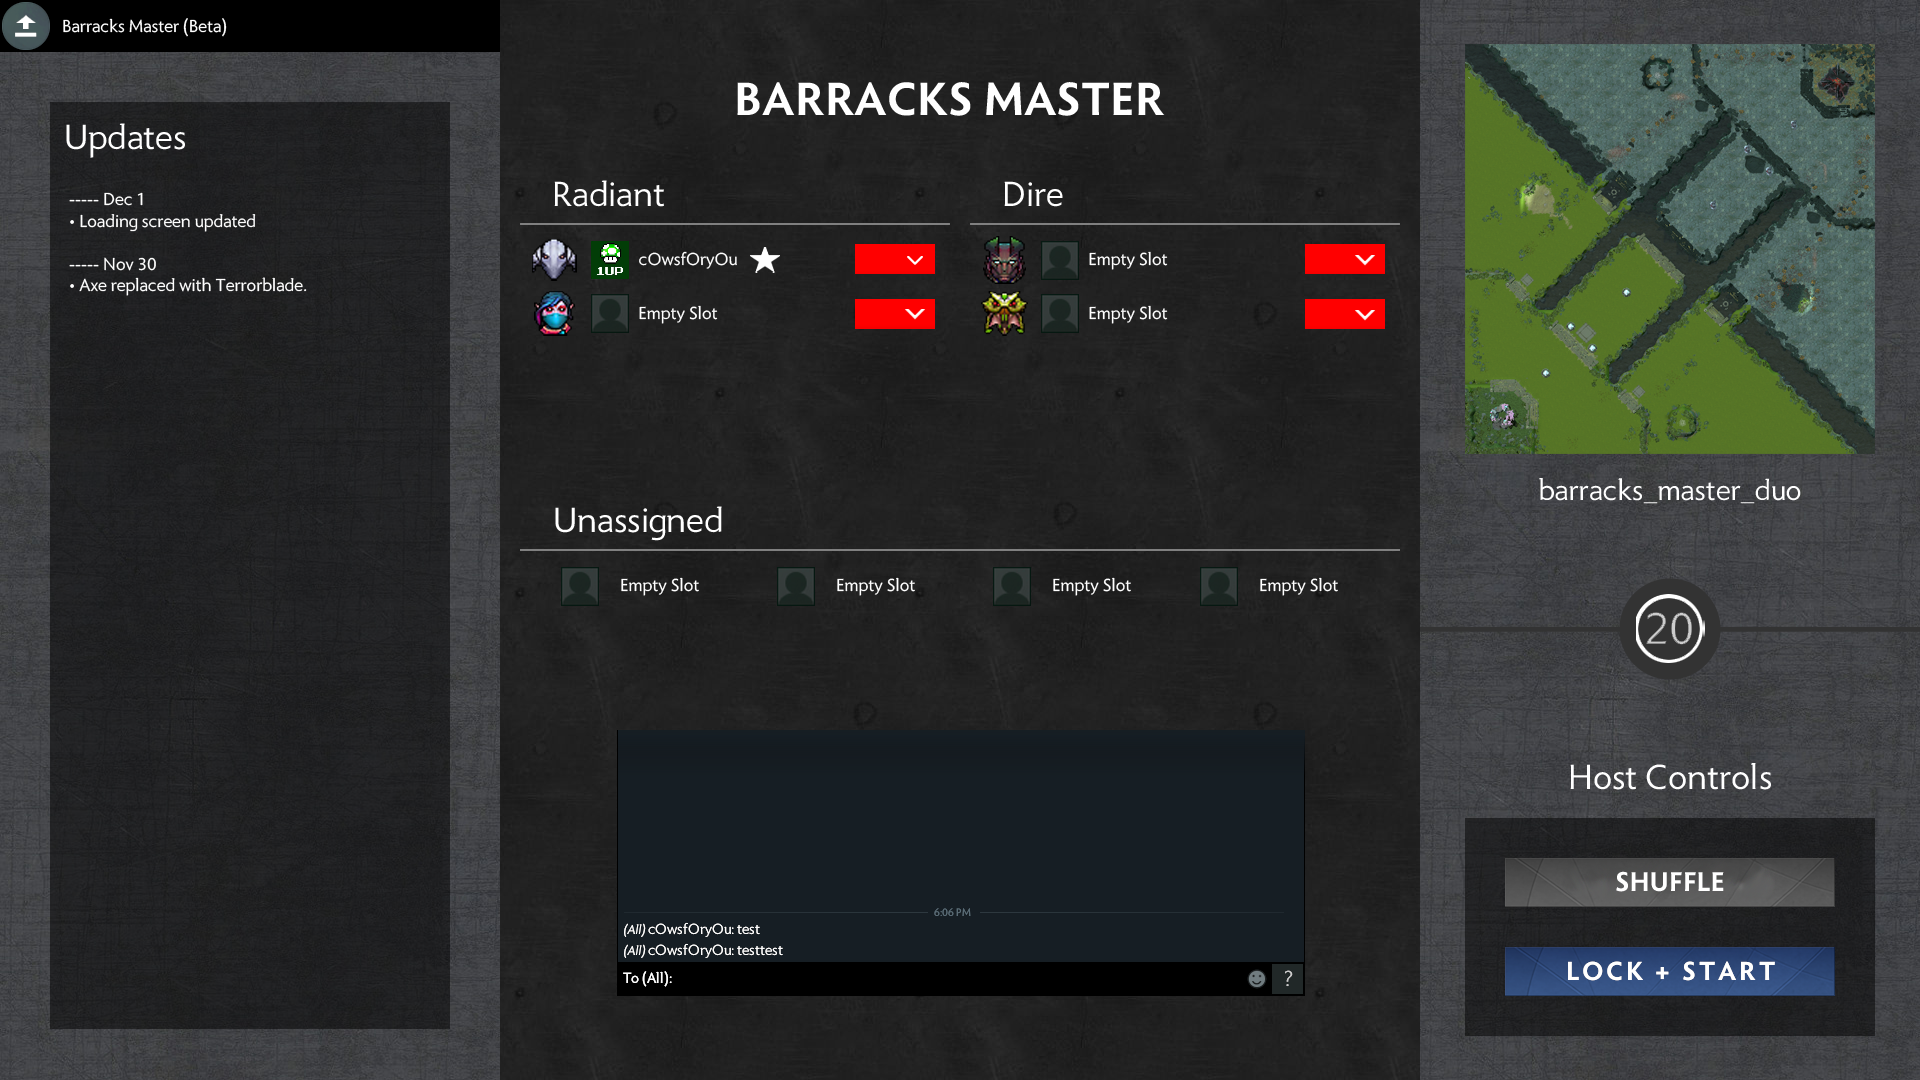 Barracks Master (Beta)
Updates
----- Dec 1
• Loading screen updated
----- Nov 30
• Axe replaced with Terrorblade.
BARRACKS MASTER
Radiant
1UP
cOwsfOryOu
Empty Slot
Dire
Empty Slot
Empty Slot
Unassigned
Empty Slot
Empty Slot
Empty Slot
Empty Slot
6:06 PM
(All) cOwsfOryOu: test
(All) cOwsfOryOu: testtest
To (All):
?
barracks_master_duo
20
Host Controls
SHUFFLE
LOCK + START